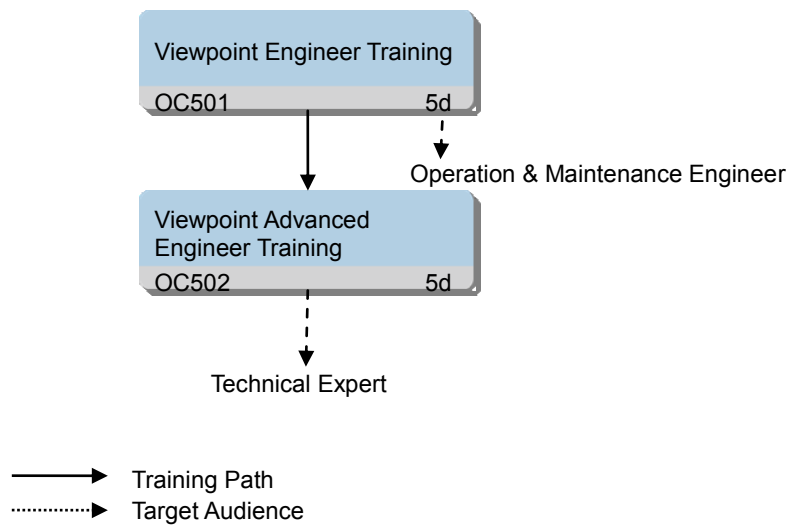 Viewpoint Engineer Training
OC501 5d
Operation & Maintenance Engineer
Viewpoint Advanced
Engineer Training
OC502 5d
Technical Expert
Training Path
Target Audience